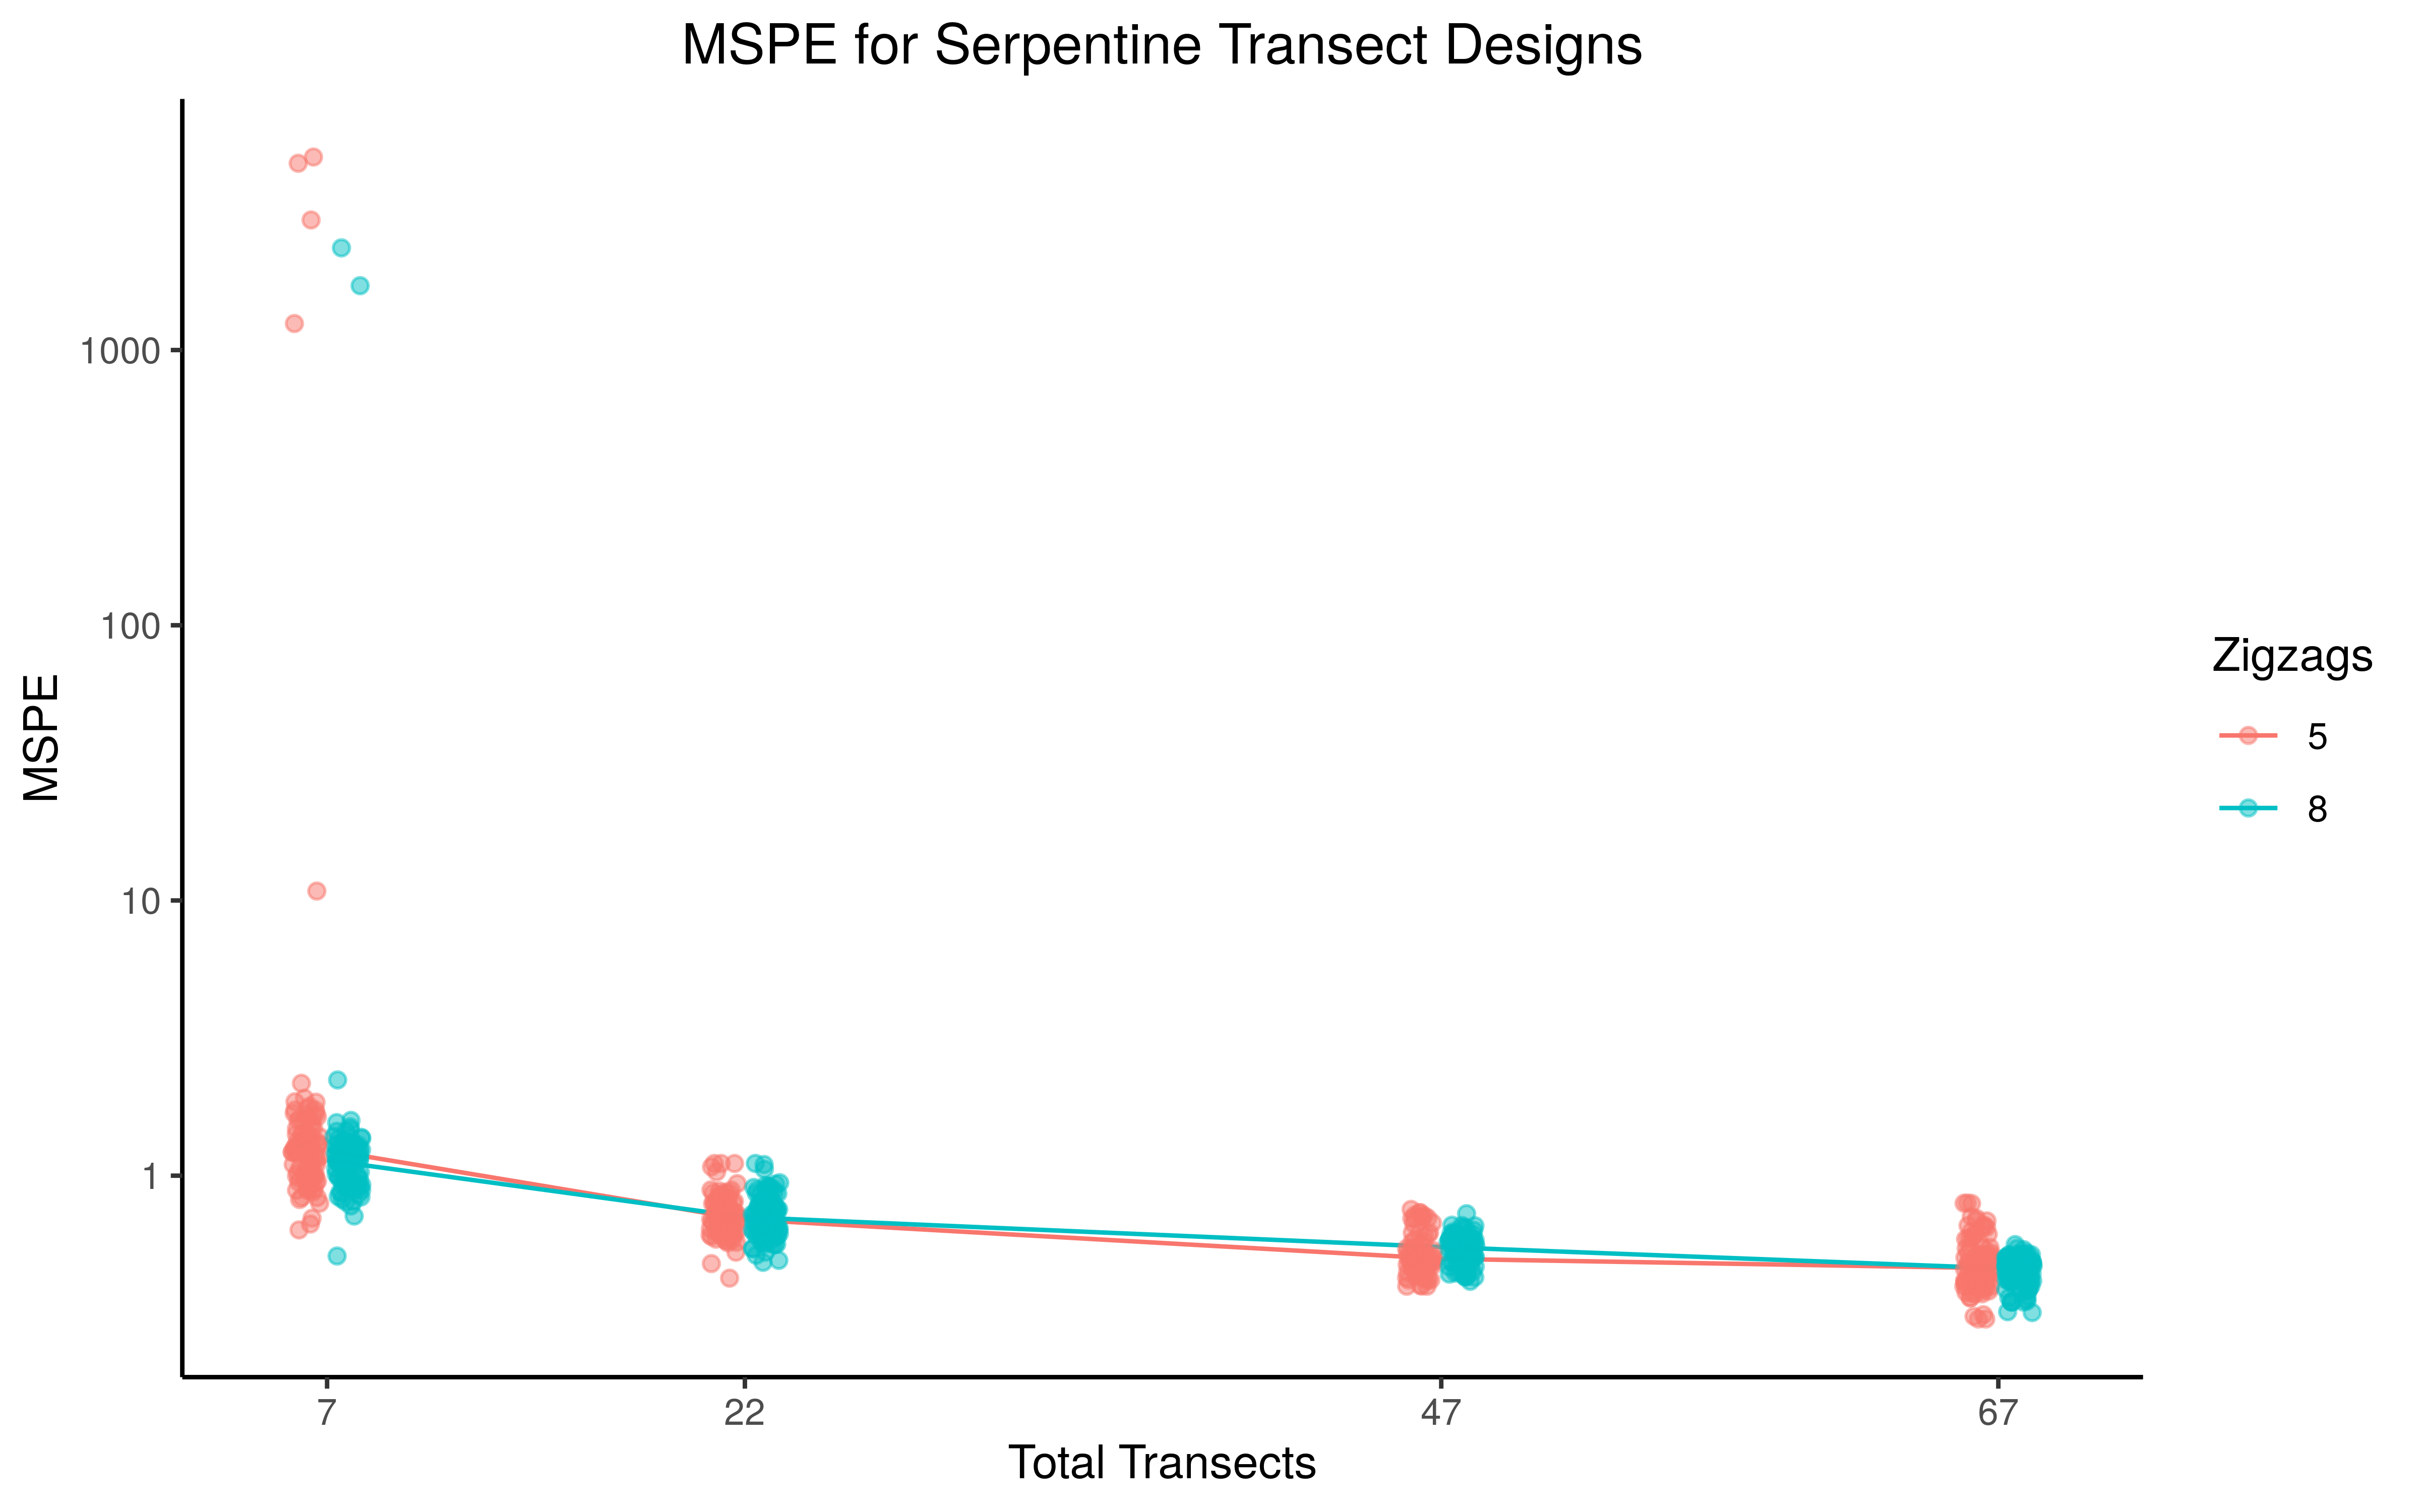 MSPE for Serpentine Transect Designs
MSPE
1000
100
10
1
7 22 47 67
Total Transects
Zigzags
5
8